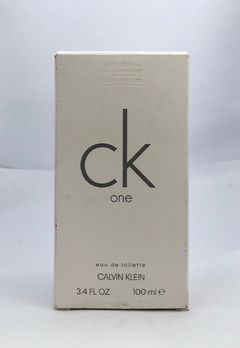 ck
one
eau de toilette
CALVIN KLEIN
3.4 FL OZ 100 ml ℮